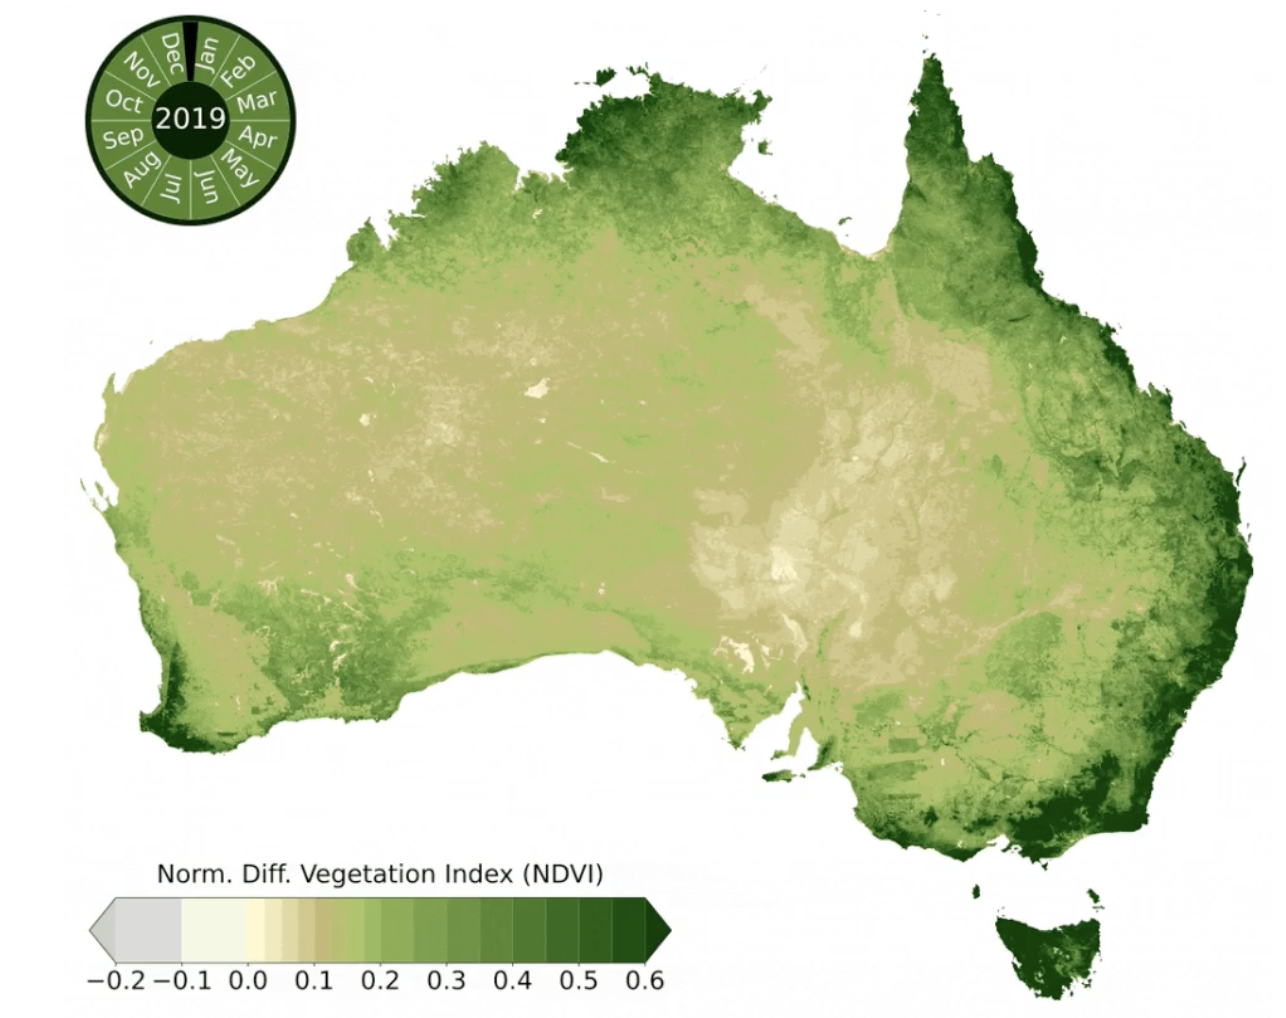 Jan
Feb
Mar
Apr
May
Jun
Jul
Aug
Sep
Oct
Nov
Dec
2019
Norm. Diff. Vegetation Index (NDVI)
−0.2 −0.1 0.0 0.1 0.2 0.3 0.4 0.5 0.6